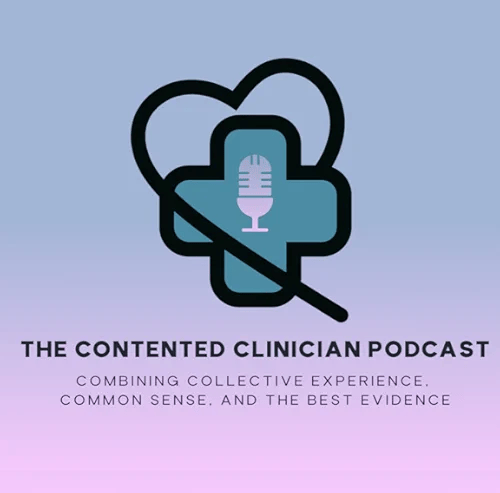 THE CONTENTED CLINICIAN PODCAST
COMBINING COLLECTIVE EXPERIENCE,
COMMON SENSE, AND THE BEST EVIDENCE